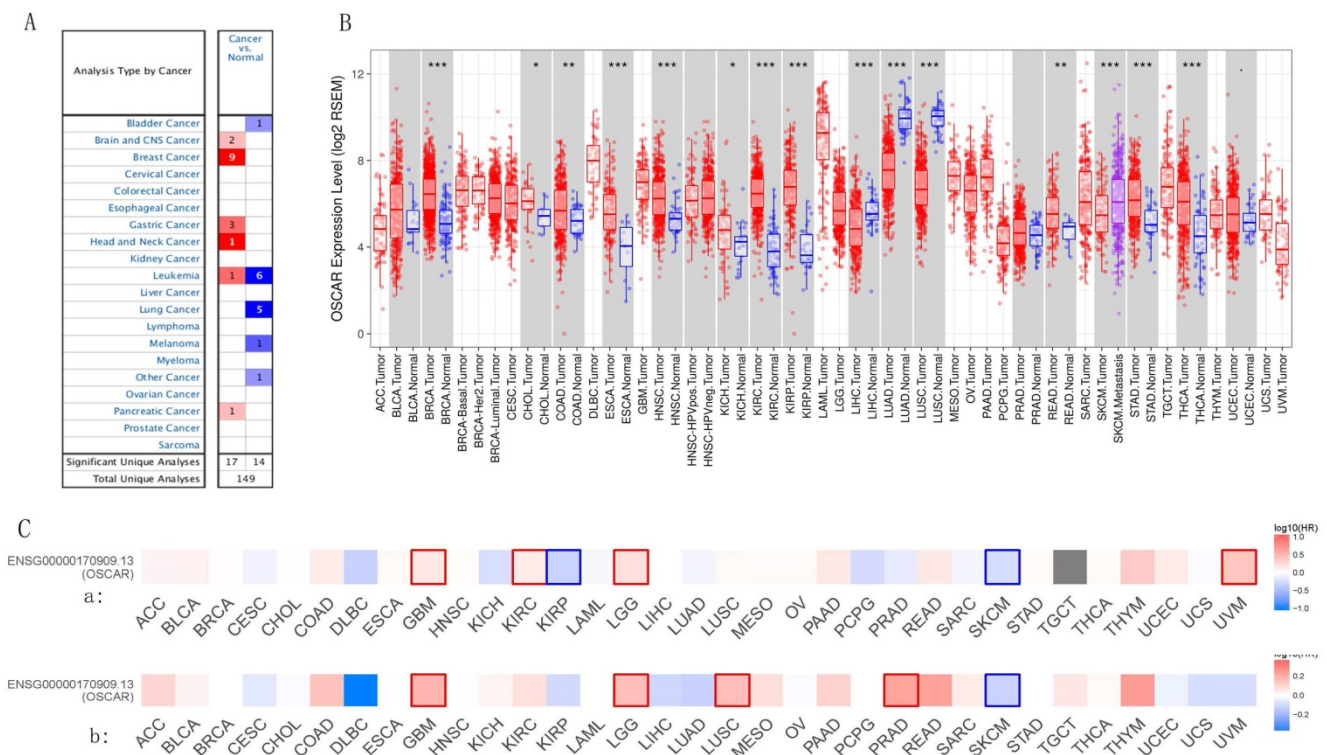 A
Analysis Type by Cancer
Cancer
vs.
Normal
Bladder Cancer 1
Brain and CNS Cancer 2
Breast Cancer 9
Cervical Cancer
Colorectal Cancer
Esophageal Cancer
Gastric Cancer 3
Head and Neck Cancer 1
Kidney Cancer
Leukemia 1 6
Liver Cancer
Lung Cancer 5
Lymphoma
Melanoma 1
Myeloma
Other Cancer 1
Ovarian Cancer
Pancreatic Cancer 1
Prostate Cancer
Sarcoma
Significant Unique Analyses 17 14
Total Unique Analyses 149
B
OSCAR Expression Level (log2 RSEM)
12
8
4
0
*** * ** *** *** * *** *** *** *** *** ** *** *** *** .
ACC.Tumor
BLCA.Tumor
BLCA.Normal
BRCA.Tumor
BRCA.Normal
BRCA-Basal.Tumor
BRCA-Her2.Tumor
BRCA-Luminal.Tumor
CESC.Tumor
CHOL.Tumor
CHOL.Normal
COAD.Tumor
COAD.Normal
DLBC.Tumor
ESCA.Tumor
ESCA.Normal
GBM.Tumor
HNSC.Tumor
HNSC.Normal
HNSC-HPVpos.Tumor
HNSC-HPVneg.Tumor
KICH.Tumor
KICH.Normal
KIRC.Tumor
KIRC.Normal
KIRP.Tumor
KIRP.Normal
LAML.Tumor
LGG.Tumor
LIHC.Tumor
LIHC.Normal
LUAD.Tumor
LUAD.Normal
LUSC.Tumor
LUSC.Normal
MESO.Tumor
OV.Tumor
PAAD.Tumor
PCPG.Tumor
PRAD.Tumor
PRAD.Normal
READ.Tumor
READ.Normal
SARC.Tumor
SKCM.Tumor
SKCM.Metastasis
STAD.Tumor
STAD.Normal
TGCT.Tumor
THCA.Tumor
THCA.Normal
THYM.Tumor
UCEC.Tumor
UCEC.Normal
UCS.Tumor
UVM.Tumor
C
ENSG00000170909.13
(OSCAR)
a:
ACC BLCA BRCA CESC CHOL COAD DLBC ESCA GBM HNSC KICH KIRC KIRP LAML LGG LIHC LUAD LUSC MESO OV PAAD PCPG PRAD READ SARC SKCM STAD TGCT THCA THYM UCEC UCS UVM
log10(HR)
1.0
0.5
0.0
-0.5
-1.0
ENSG00000170909.13
(OSCAR)
b:
ACC BLCA BRCA CESC CHOL COAD DLBC ESCA GBM HNSC KICH KIRC KIRP LAML LGG LIHC LUAD LUSC MESO OV PAAD PCPG PRAD READ SARC SKCM STAD TGCT THCA THYM UCEC UCS UVM
log10(HR)
0.2
0.0
-0.2